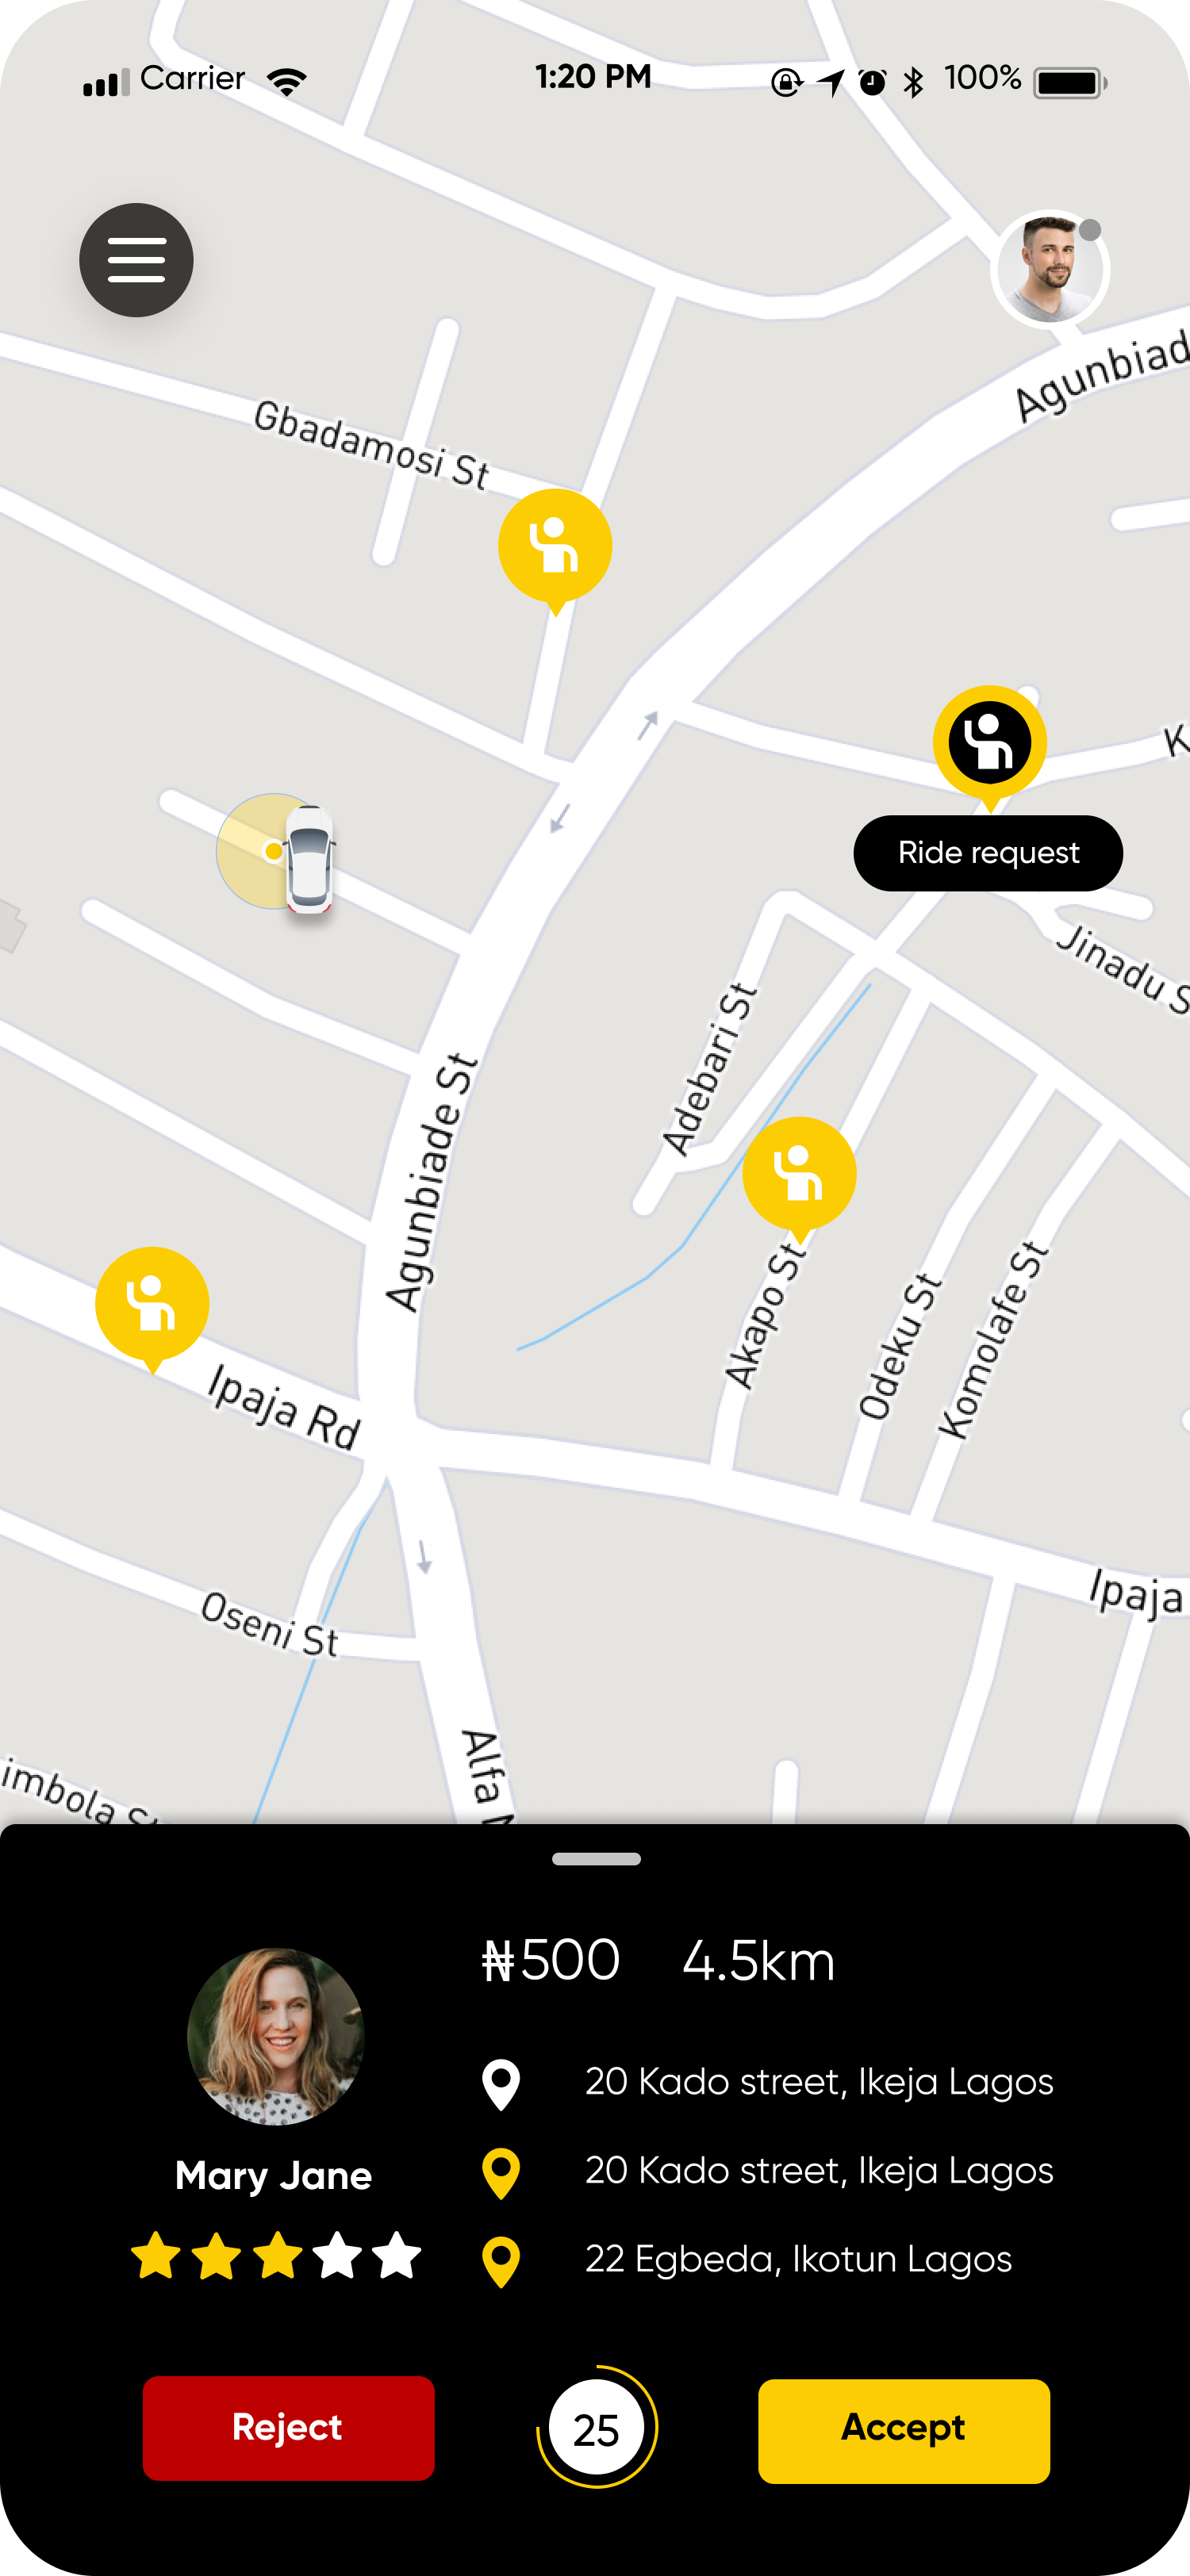 Carrier 1:20 PM 100%
Agunbiad
Gbadamosi St
K
Ride request
Jinadu S
Adebari St
Agunbiade St
Akapo St
Odeku St
Komolafe St
Ipaja Rd
Ipaja
Oseni St
Alfa
imbola St
₦500 4.5km
20 Kado street, Ikeja Lagos
20 Kado street, Ikeja Lagos
Mary Jane
22 Egbeda, Ikotun Lagos
Reject
25
Accept